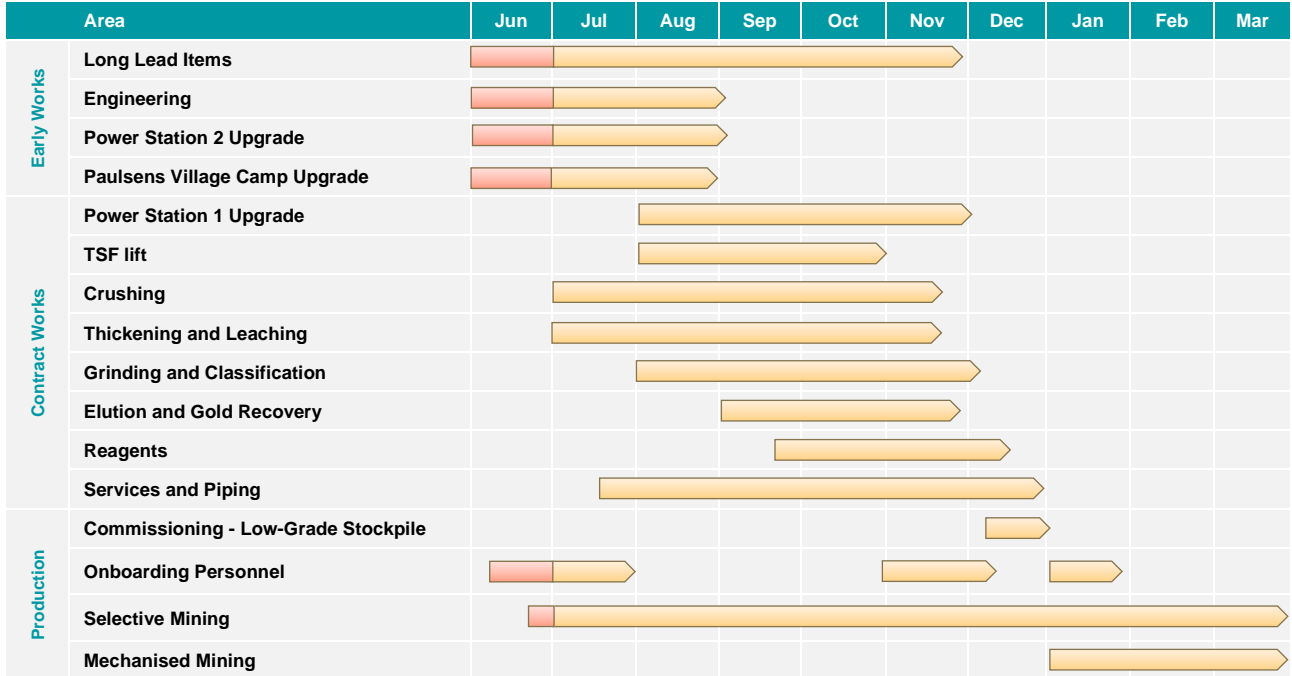 Area Jun Jul Aug Sep Oct Nov Dec Jan Feb Mar
Early Works
Long Lead Items
Engineering
Power Station 2 Upgrade
Paulsens Village Camp Upgrade
Contract Works
Power Station 1 Upgrade
TSF lift
Crushing
Thickening and Leaching
Grinding and Classification
Elution and Gold Recovery
Reagents
Services and Piping
Production
Commissioning - Low-Grade Stockpile
Onboarding Personnel
Selective Mining
Mechanised Mining